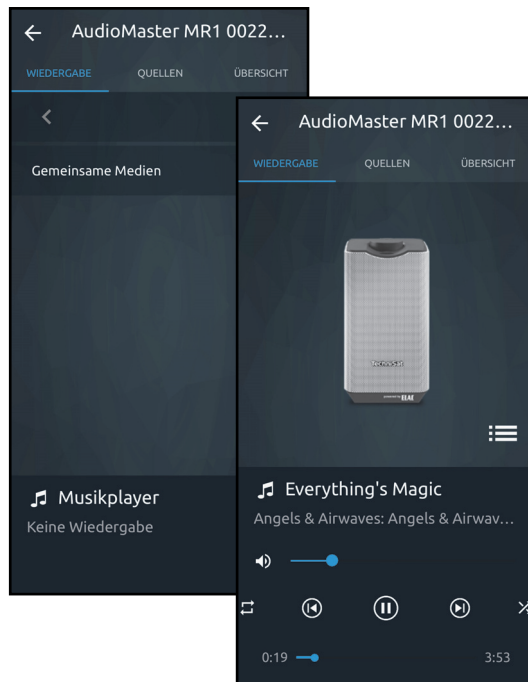 AudioMaster MR1 0022...
WIEDERGABE QUELLEN ÜBERSICHT
Gemeinsame Medien
Musikplayer
Keine Wiedergabe
AudioMaster MR1 0022...
WIEDERGABE QUELLEN ÜBERSICHT
TechniSat
ELAC
Everything's Magic
Angels & Airwaves: Angels & Airwav...
0:19 3:53